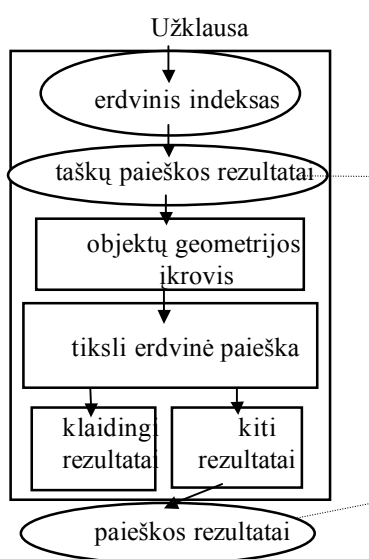 Užklausa
erdvinis indeksas
taškų paieškos rezultatai
objektų geometrijos
įkrovis
tiksli erdvinė paieška
klaidingi
rezultatai
kiti
rezultatai
paieškos rezultatai